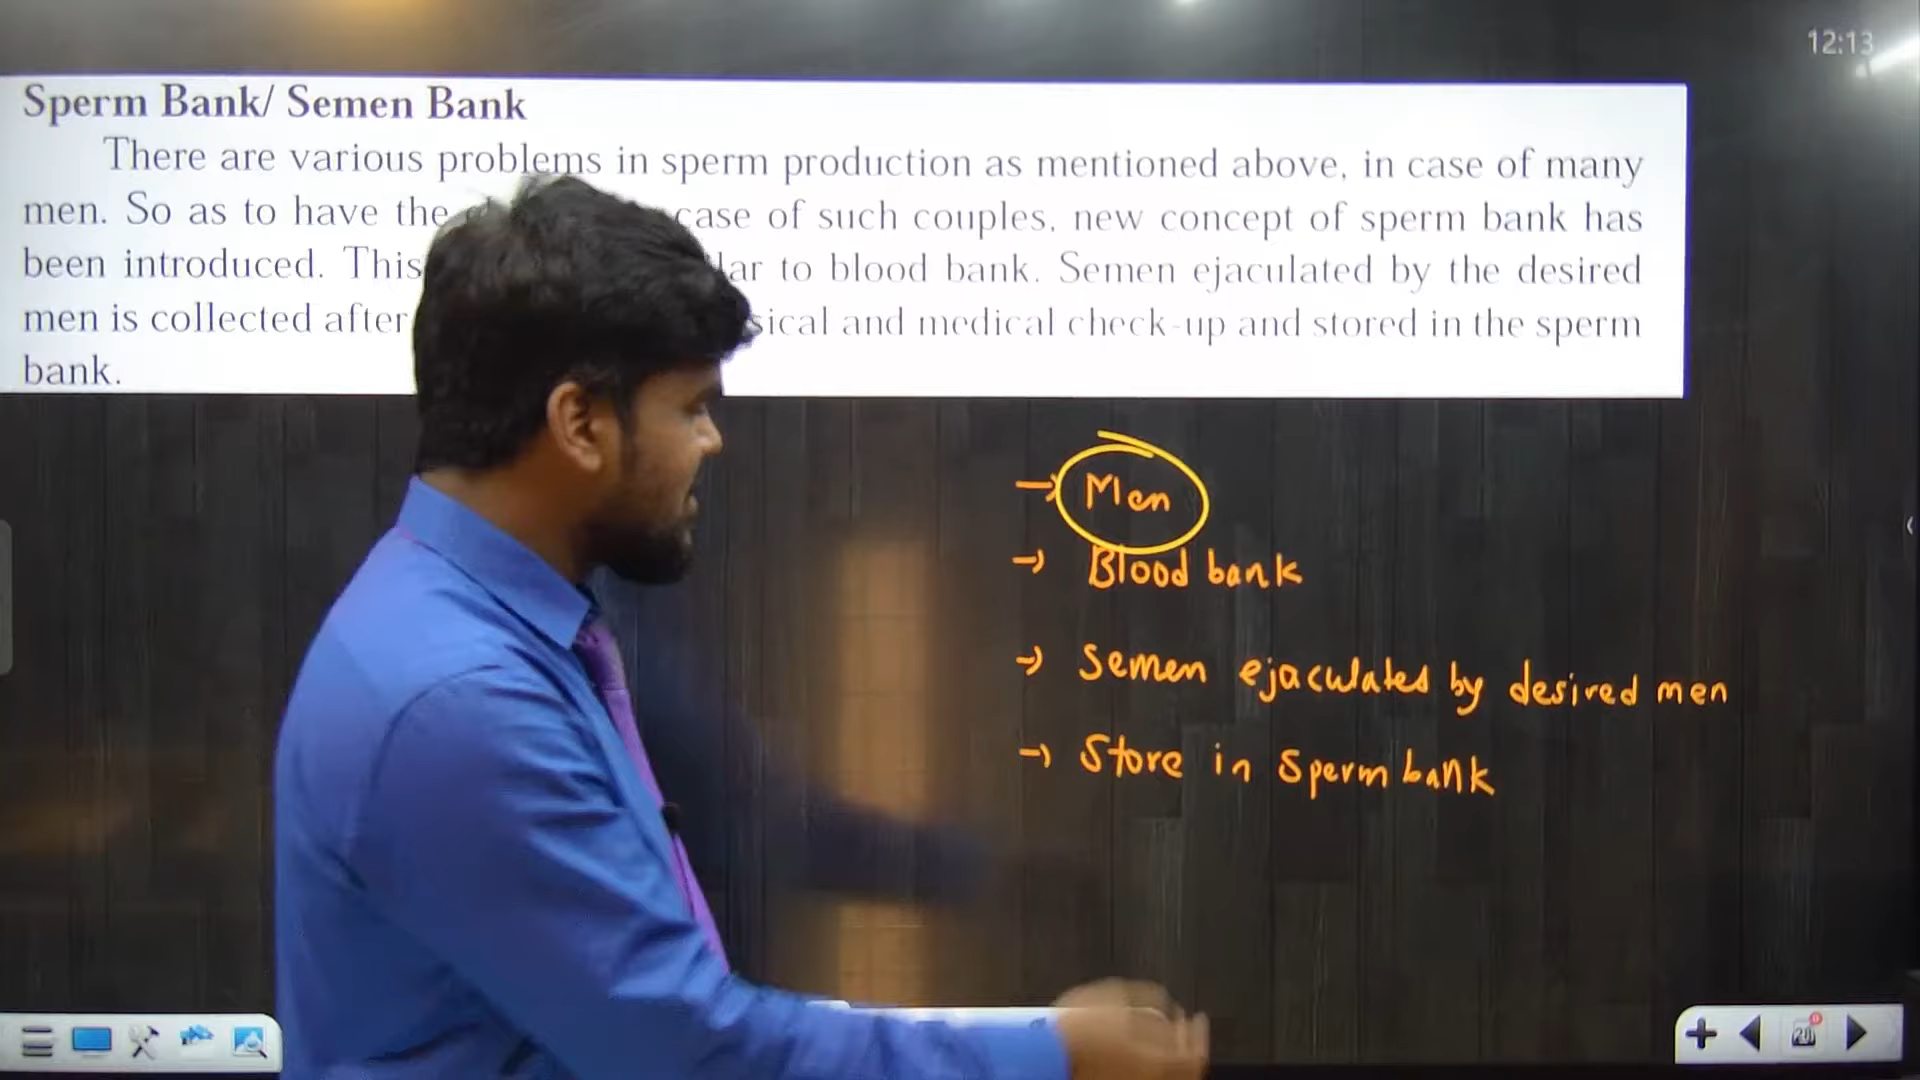 12:13
Sperm Bank/ Semen Bank
There are various problems in sperm production as mentioned above, in case of many
men. So as to have the case of such couples, new concept of sperm bank has
been introduced. This to blood bank. Semen ejaculated by the desired
men is collected after and medical check-up and stored in the sperm
bank.
→ Men
→ Blood bank
→ Semen ejaculated by desired men
→ Store in Sperm bank
28